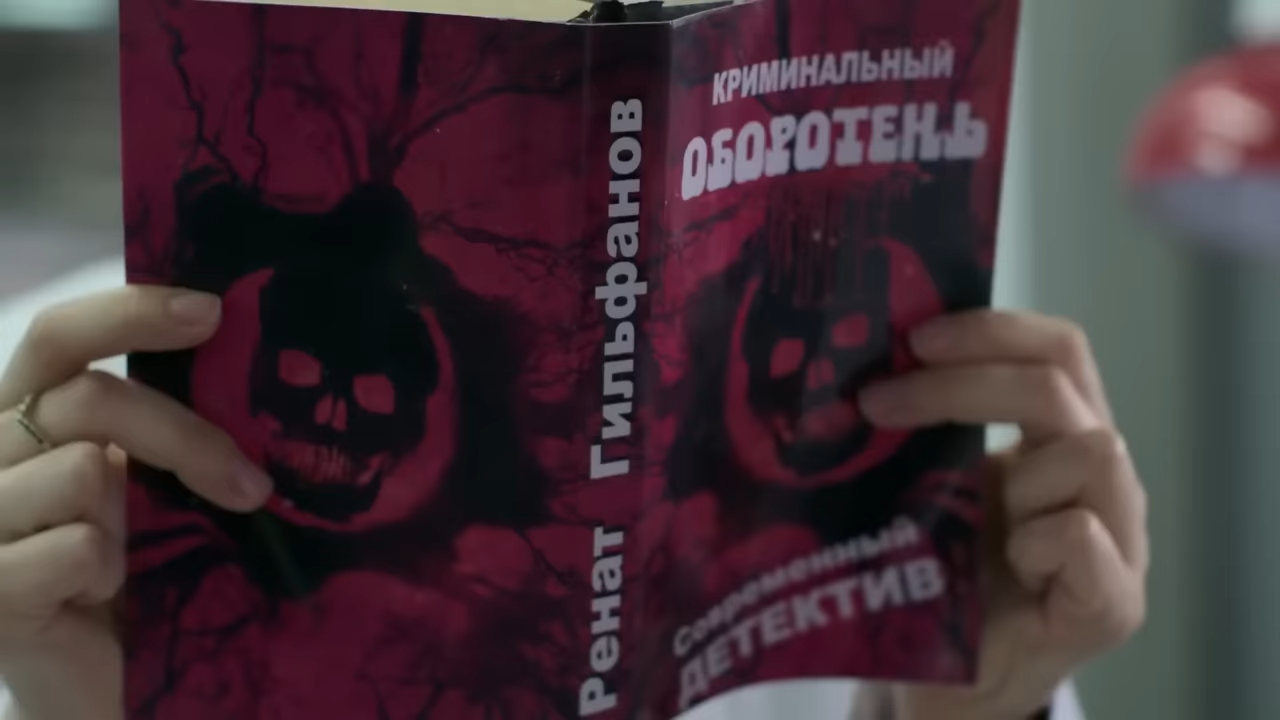 Ренат Гильфанов
КРИМИНАЛЬНЫЙ
ОБОРОТЕНЬ
Современный
ДЕТЕКТИВ